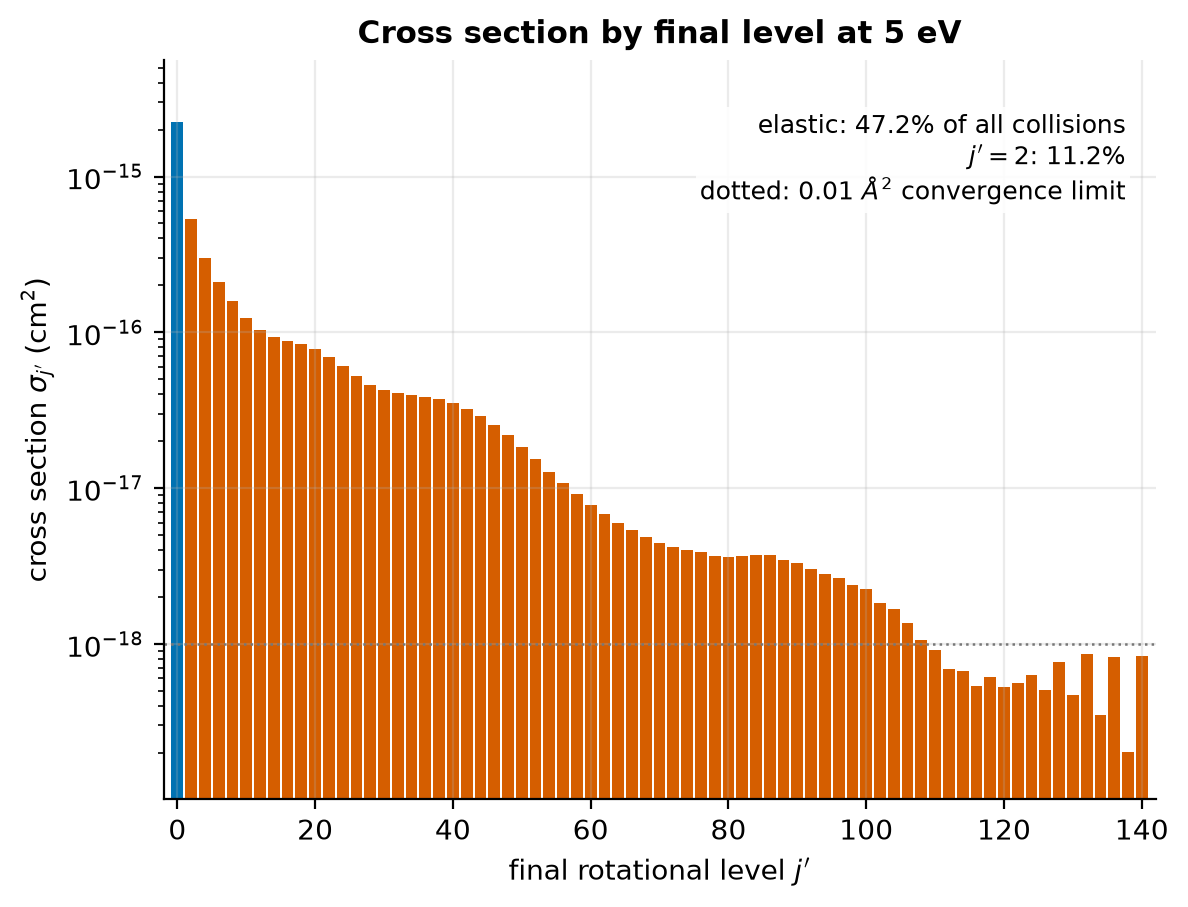 Cross section by final level at 5 eV
elastic: 47.2% of all collisions
j′ = 2: 11.2%
dotted: 0.01 Å² convergence limit
cross section σⱼ′ (cm²)
10⁻¹⁵
10⁻¹⁶
10⁻¹⁷
10⁻¹⁸
0 20 40 60 80 100 120 140
final rotational level j′